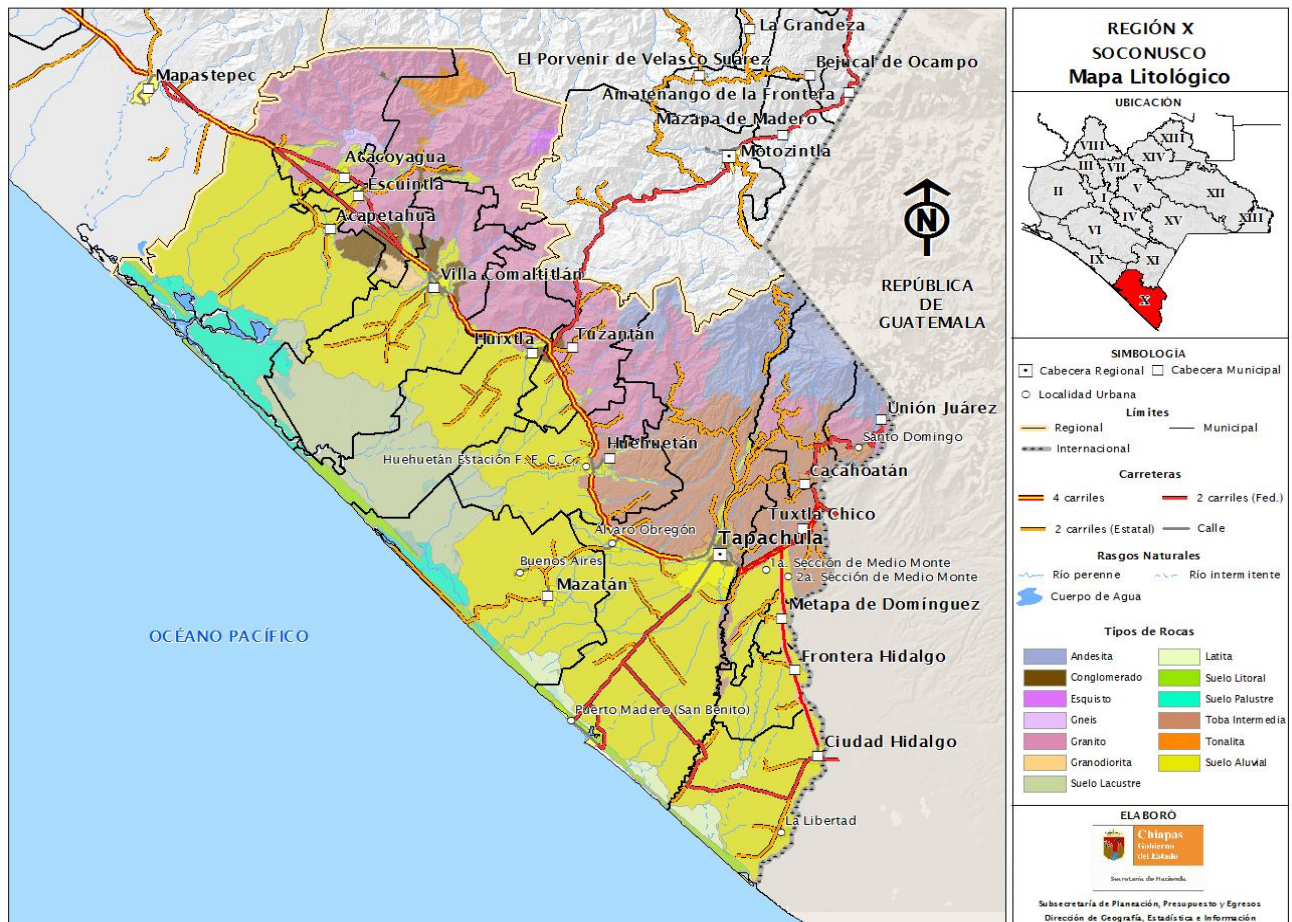 La Grandeza
El Porvenir de Velasco Suárez
Bejucal de Ocampo
Mapastepec
Amatenango de la Frontera
Mazapa de Madero
Motozintla
Acacoyagua
Escuintla
Acapetahua
Villa Comaltitlán
REPÚBLICA
DE
GUATEMALA
N
Huixtla
Tuzantán
Unión Juárez
Santo Domingo
Huehuetán
Huehuetán Estación F. F. C. C.
Cacahoatán
Tuxtla Chico
Álvaro Obregón
Tapachula
Buenos Aires
1a. Sección de Medio Monte
2a. Sección de Medio Monte
Mazatán
Metapa de Domínguez
OCÉANO PACÍFICO
Frontera Hidalgo
Puerto Madero (San Benito)
Ciudad Hidalgo
La Libertad
REGIÓN X
SOCONUSCO
Mapa Litológico
UBICACIÓN
VIII
XIII
III
VII
XIV
II
I
V
XII
IV
XV
XIII
VI
IX
XI
X
SIMBOLOGÍA
Cabecera Regional
Cabecera Municipal
Localidad Urbana
Límites
Regional
Municipal
Internacional
Carreteras
4 carriles
2 carriles (Fed.)
2 carriles (Estatal)
Calle
Rasgos Naturales
Río perenne
Río intermitente
Cuerpo de Agua
Tipos de Rocas
Andesita
Latita
Conglomerado
Suelo Litoral
Esquisto
Suelo Palustre
Gneis
Toba Intermedia
Granito
Tonalita
Granodiorita
Suelo Aluvial
Suelo Lacustre
ELABORÓ
Chiapas
Gobierno
del Estado
Secretaría de Hacienda
Subsecretaría de Planeación, Presupuesto y Egresos
Dirección de Geografía, Estadística e Información